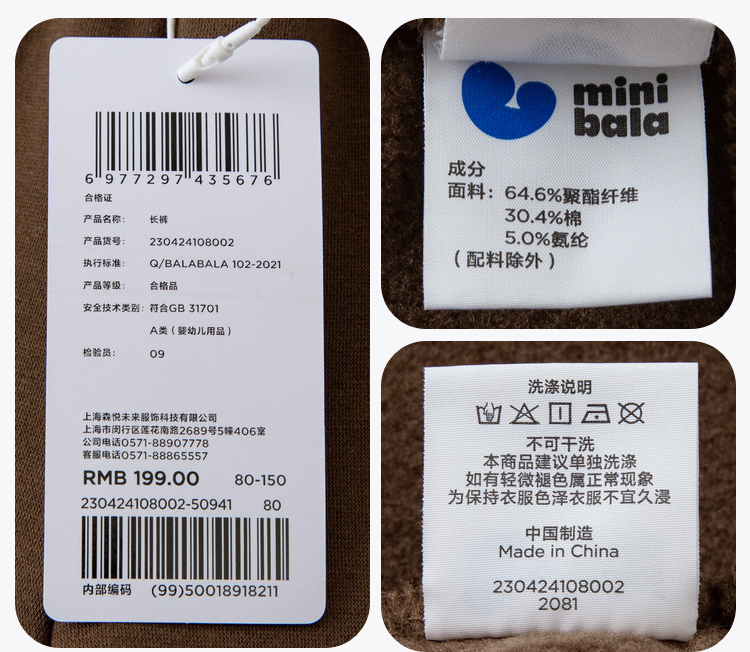 6 977297 435676
合格证
产品名称： 长裤
产品货号： 230424108002
执行标准： Q/BALABALA 102-2021
产品等级： 合格品
安全技术类别：符合GB 31701
A类（婴幼儿用品）
检验员： 09
上海森悦未来服饰科技有限公司
上海市闵行区莲花南路2689号5幢406室
公司电话0571-88907778
客服电话0571-88865557
RMB 199.00 80-150
230424108002-50941 80
内部编码 (99)50018918211
mini
bala
成分
面料：64.6%聚酯纤维
30.4%棉
5.0%氨纶
（配料除外）
洗涤说明
不可干洗
本商品建议单独洗涤
如有轻微褪色属正常现象
为保持衣服色泽衣服不宜久浸
中国制造
Made in China
230424108002
2081